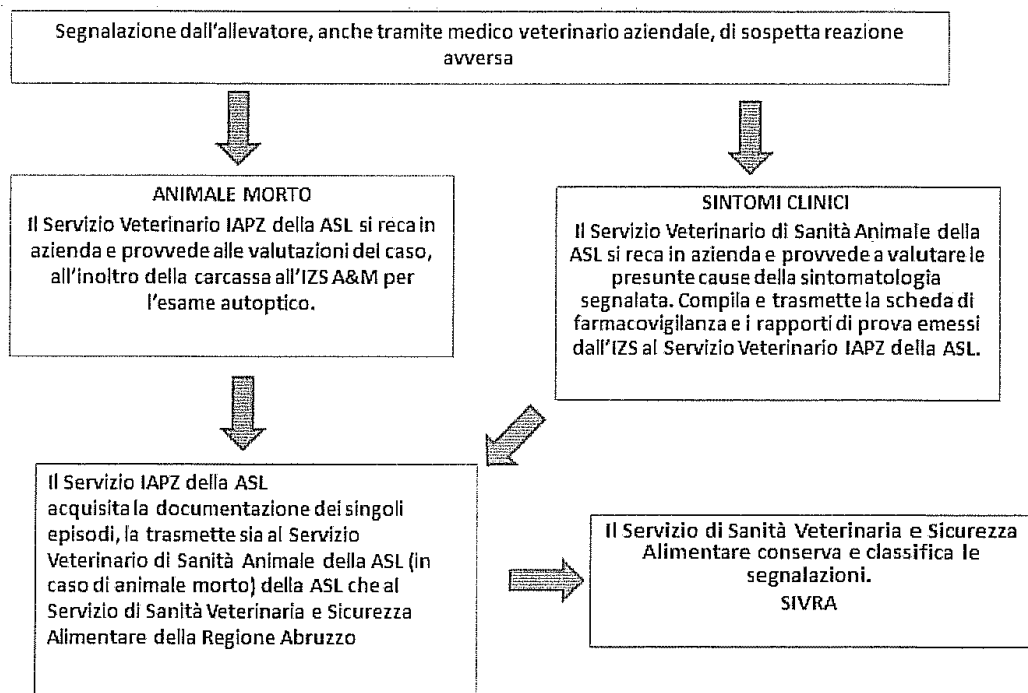 Segnalazione dall'allevatore, anche tramite medico veterinario aziendale, di sospetta reazione
avversa
ANIMALE MORTO
Il Servizio Veterinario IAPZ della ASL si reca in
azienda e provvede alle valutazioni del caso,
all'inoltro della carcassa all'IZS A&M per
l'esame autoptico.
SINTOMI CLINICI
Il Servizio Veterinario di Sanità Animale della
ASL si reca in azienda e provvede a valutare le
presunte cause della sintomatologia
segnalata. Compila e trasmette la scheda di
farmacovigilanza e i rapporti di prova emessi
dall'IZS al Servizio Veterinario IAPZ della ASL.
Il Servizio IAPZ della ASL
acquisita la documentazione dei singoli
episodi, la trasmette sia al Servizio
Veterinario di Sanità Animale della ASL (in
caso di animale morto) della ASL che al
Servizio di Sanità Veterinaria e Sicurezza
Alimentare della Regione Abruzzo
Il Servizio di Sanità Veterinaria e Sicurezza
Alimentare conserva e classifica le
segnalazioni.
SIVRA